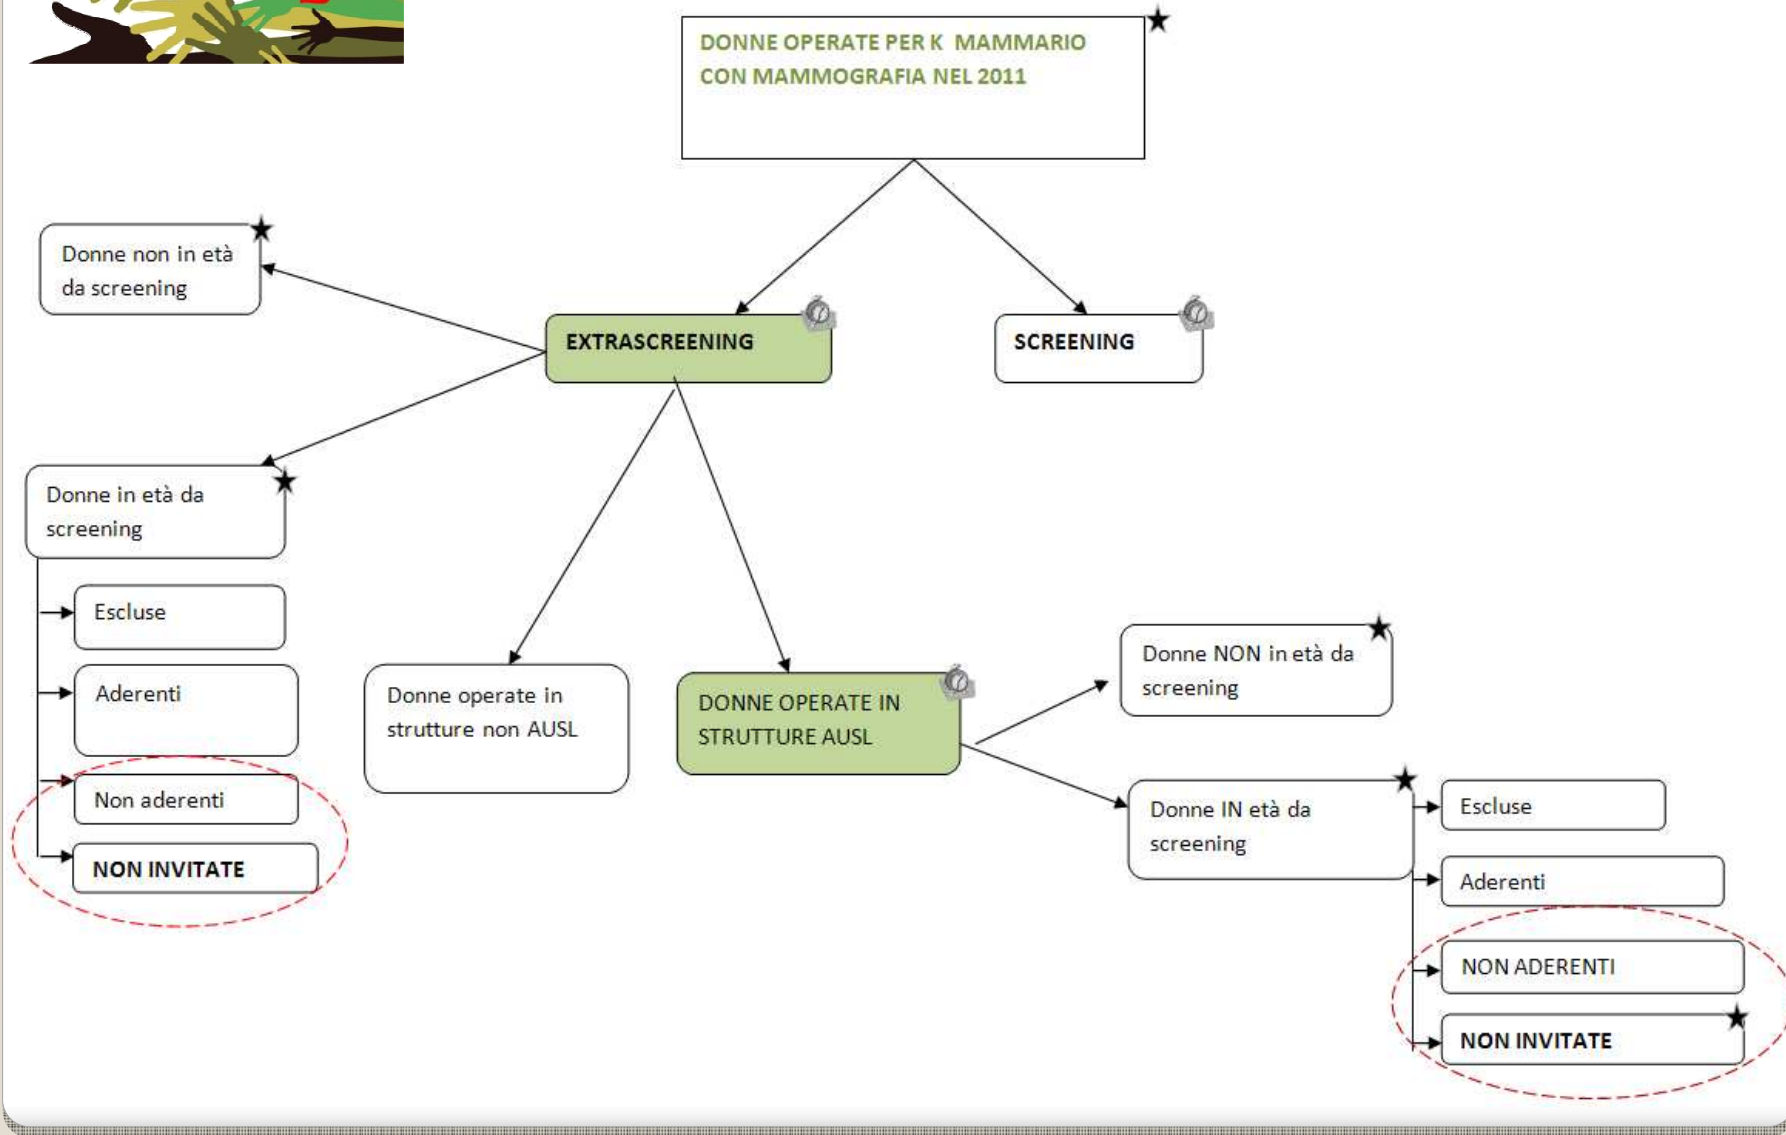 DONNE OPERATE PER K MAMMARIO
CON MAMMOGRAFIA NEL 2011
Donne non in età
da screening
EXTRASCREENING
SCREENING
Donne in età da
screening
Escluse
Aderenti
Non aderenti
NON INVITATE
Donne operate in
strutture non AUSL
DONNE OPERATE IN
STRUTTURE AUSL
Donne NON in età da
screening
Donne IN età da
screening
Escluse
Aderenti
NON ADERENTI
NON INVITATE